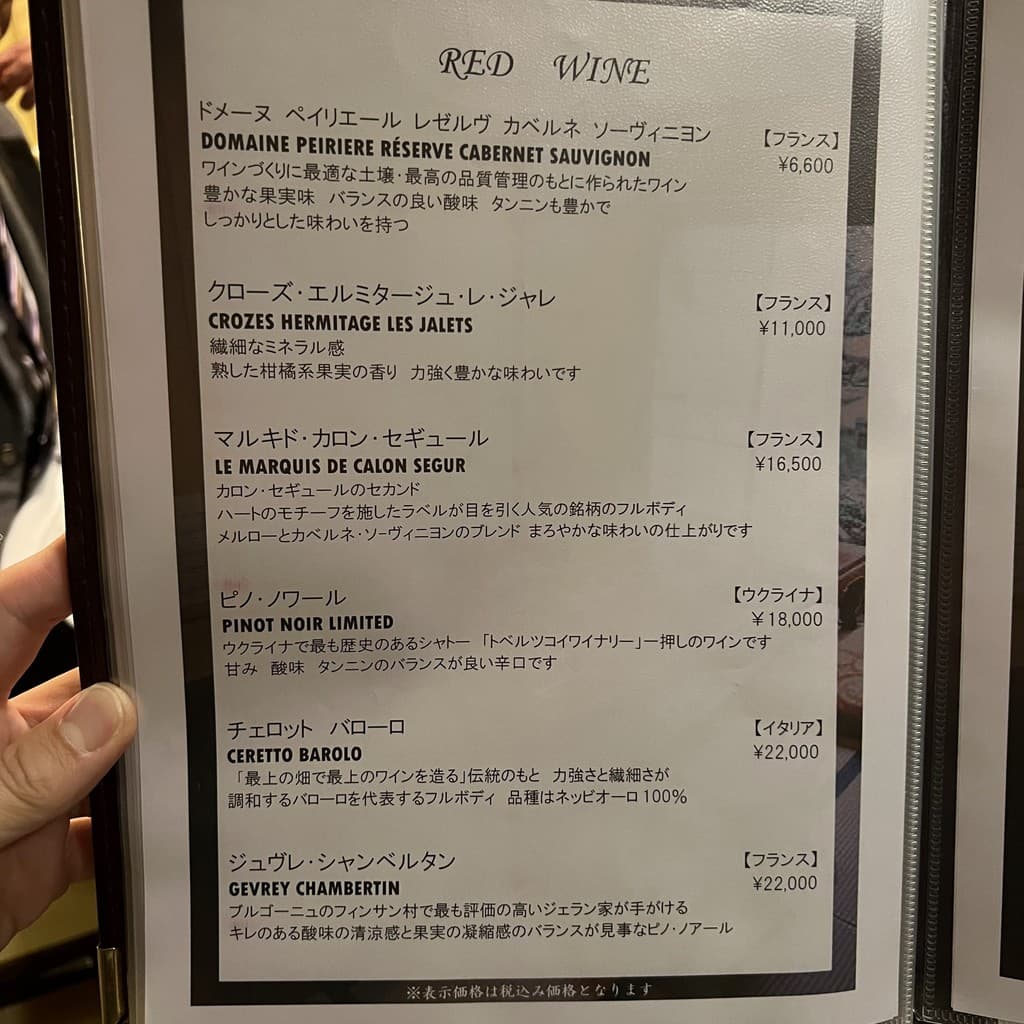 RED WINE
ドメーヌ ペイリエール レゼルヴ カベルネ ソーヴィニヨン 【フランス】
DOMAINE PEIRIERE RÉSERVE CABERNET SAUVIGNON ¥6,600
ワインづくりに最適な土壌・最高の品質管理のもとに作られたワイン
豊かな果実味 バランスの良い酸味 タンニンも豊かで
しっかりとした味わいを持つ
クローズ・エルミタージュ・レ・ジャレ 【フランス】
CROZES HERMITAGE LES JALETS ¥11,000
繊細なミネラル感
熟した柑橘系果実の香り 力強く豊かな味わいです
マルキド・カロン・セギュール 【フランス】
LE MARQUIS DE CALON SEGUR ¥16,500
カロン・セギュールのセカンド
ハートのモチーフを施したラベルが目を引く人気の銘柄のフルボディ
メルローとカベルネ・ソーヴィニヨンのブレンド まろやかな味わいの仕上がりです
ピノ・ノワール 【ウクライナ】
PINOT NOIR LIMITED ¥18,000
ウクライナで最も歴史のあるシャトー 「トベルツコイワイナリー」一押しのワインです
甘み 酸味 タンニンのバランスが良い辛口です
チェロット バローロ 【イタリア】
CERETTO BAROLO ¥22,000
「最上の畑で最上のワインを造る」伝統のもと 力強さと繊細さが
調和するバローロを代表するフルボディ 品種はネッビオーロ100%
ジュヴレ・シャンベルタン 【フランス】
GEVREY CHAMBERTIN ¥22,000
ブルゴーニュのフィンサン村で最も評価の高いジェラン家が手がける
キレのある酸味の清涼感と果実の凝縮感のバランスが見事なピノ・ノアール
※表示価格は税込み価格となります